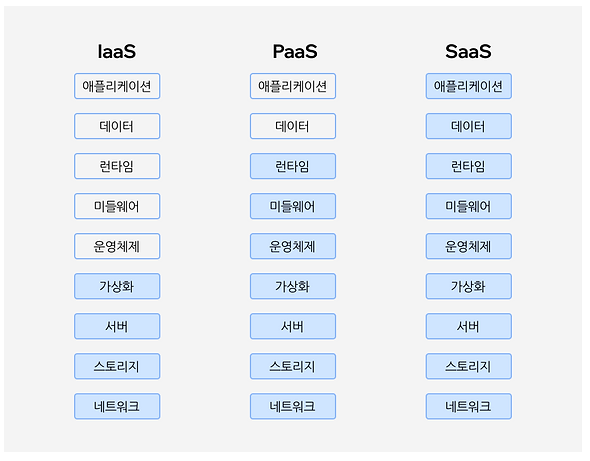 IaaS PaaS SaaS
애플리케이션 애플리케이션 애플리케이션
데이터 데이터 데이터
런타임 런타임 런타임
미들웨어 미들웨어 미들웨어
운영체제 운영체제 운영체제
가상화 가상화 가상화
서버 서버 서버
스토리지 스토리지 스토리지
네트워크 네트워크 네트워크